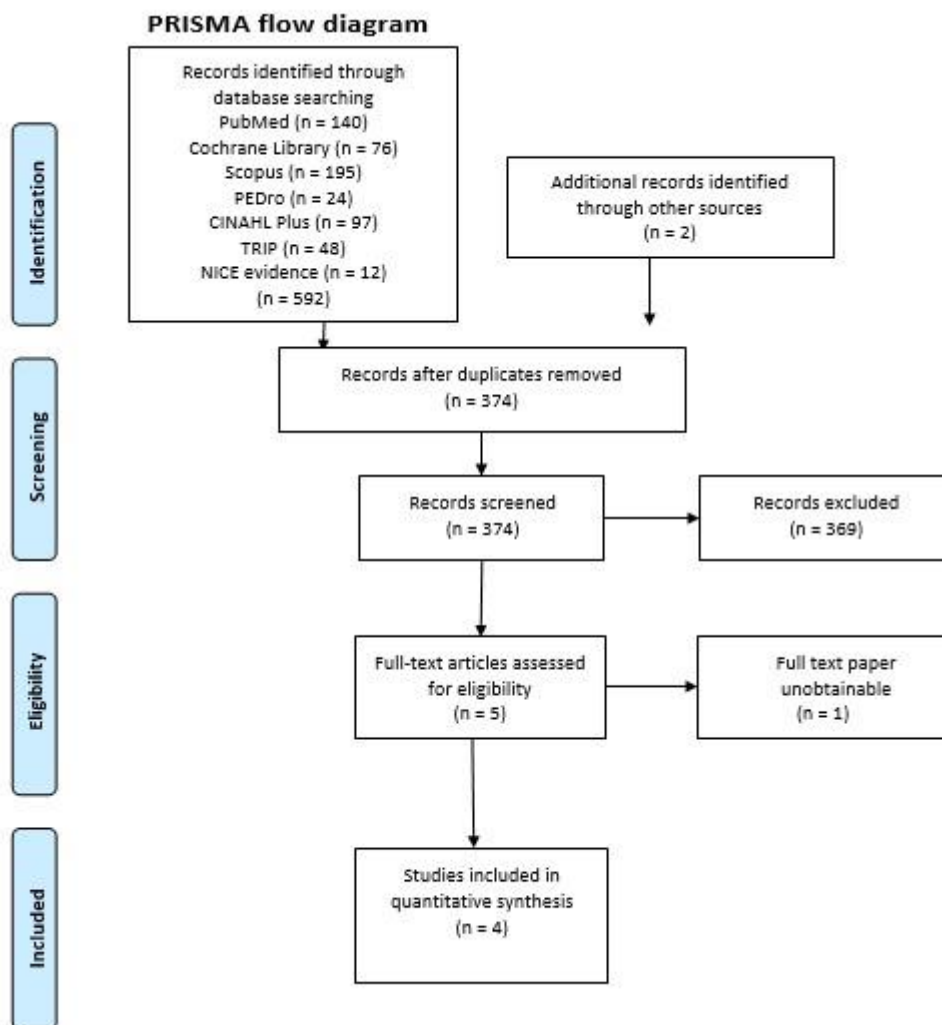 PRISMA flow diagram
Records identified through
database searching
PubMed (n = 140)
Cochrane Library (n = 76)
Scopus (n = 195)
PEDro (n = 24)
CINAHL Plus (n = 97)
TRIP (n = 48)
NICE evidence (n = 12)
(n = 592)
Additional records identified
through other sources
(n = 2)
Identification
Records after duplicates removed
(n = 374)
Screening
Records screened
(n = 374)
Records excluded
(n = 369)
Eligibility
Full-text articles assessed
for eligibility
(n = 5)
Full text paper
unobtainable
(n = 1)
Included
Studies included in
quantitative synthesis
(n = 4)